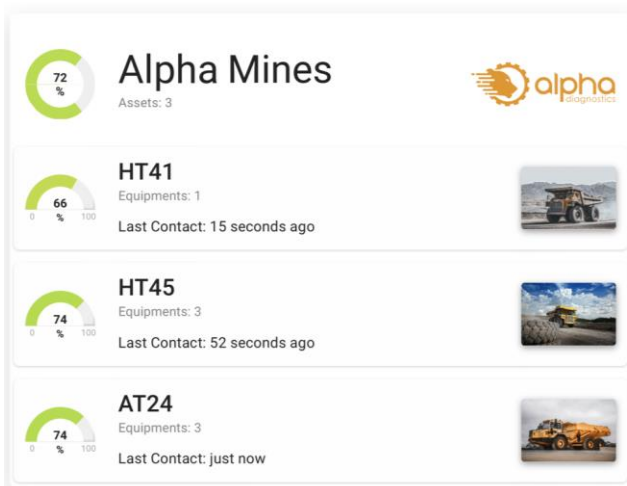 72
%
Alpha Mines
Assets: 3
alpha
diagnostics
66
0 % 100
HT41
Equipments: 1
Last Contact: 15 seconds ago
74
0 % 100
HT45
Equipments: 3
Last Contact: 52 seconds ago
74
0 % 100
AT24
Equipments: 3
Last Contact: just now